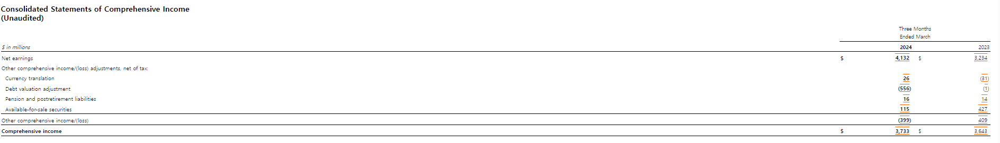 Consolidated Statements of Comprehensive Income
(Unaudited)
Three Months
Ended March
$ in millions 2024 2023
Net earnings $ 4,132 $ 3,234
Other comprehensive income/(loss) adjustments, net of tax:
Currency translation 26 (31)
Debt valuation adjustment (556) (1)
Pension and postretirement liabilities 16 14
Available-for-sale securities 115 427
Other comprehensive income/(loss) (399) 409
Comprehensive income $ 3,733 $ 3,643